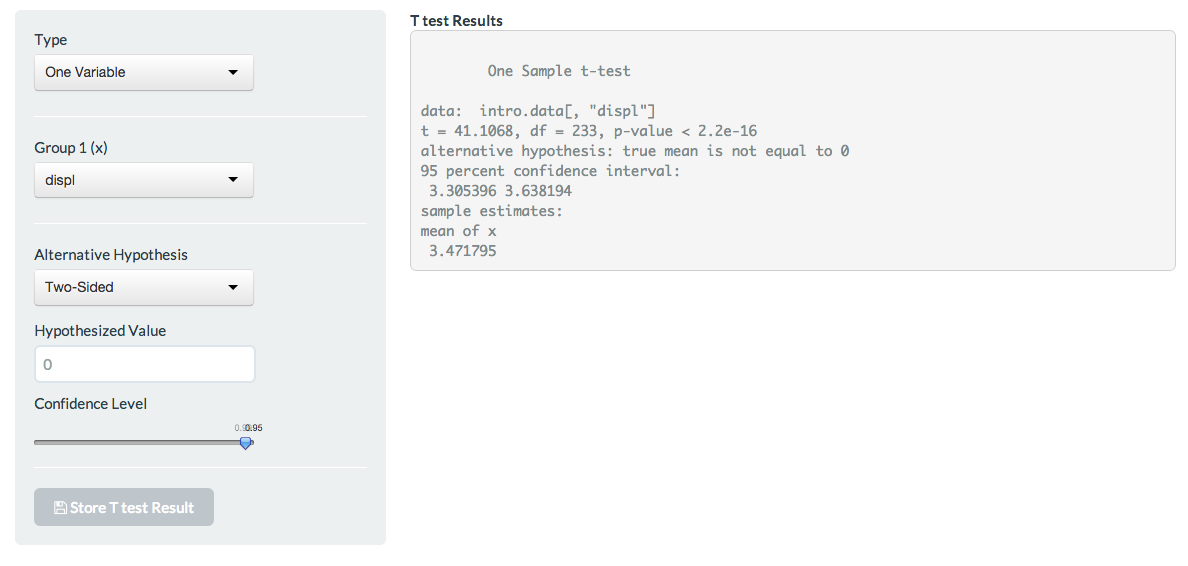 Type
One Variable
Group 1 (x)
displ
Alternative Hypothesis
Two-Sided
Hypothesized Value
0
Confidence Level
0.95
Store T test Result
T test Results
One Sample t-test
data:  intro.data[, "displ"]
t = 41.1068, df = 233, p-value < 2.2e-16
alternative hypothesis: true mean is not equal to 0
95 percent confidence interval:
3.305396 3.638194
sample estimates:
mean of x
3.471795